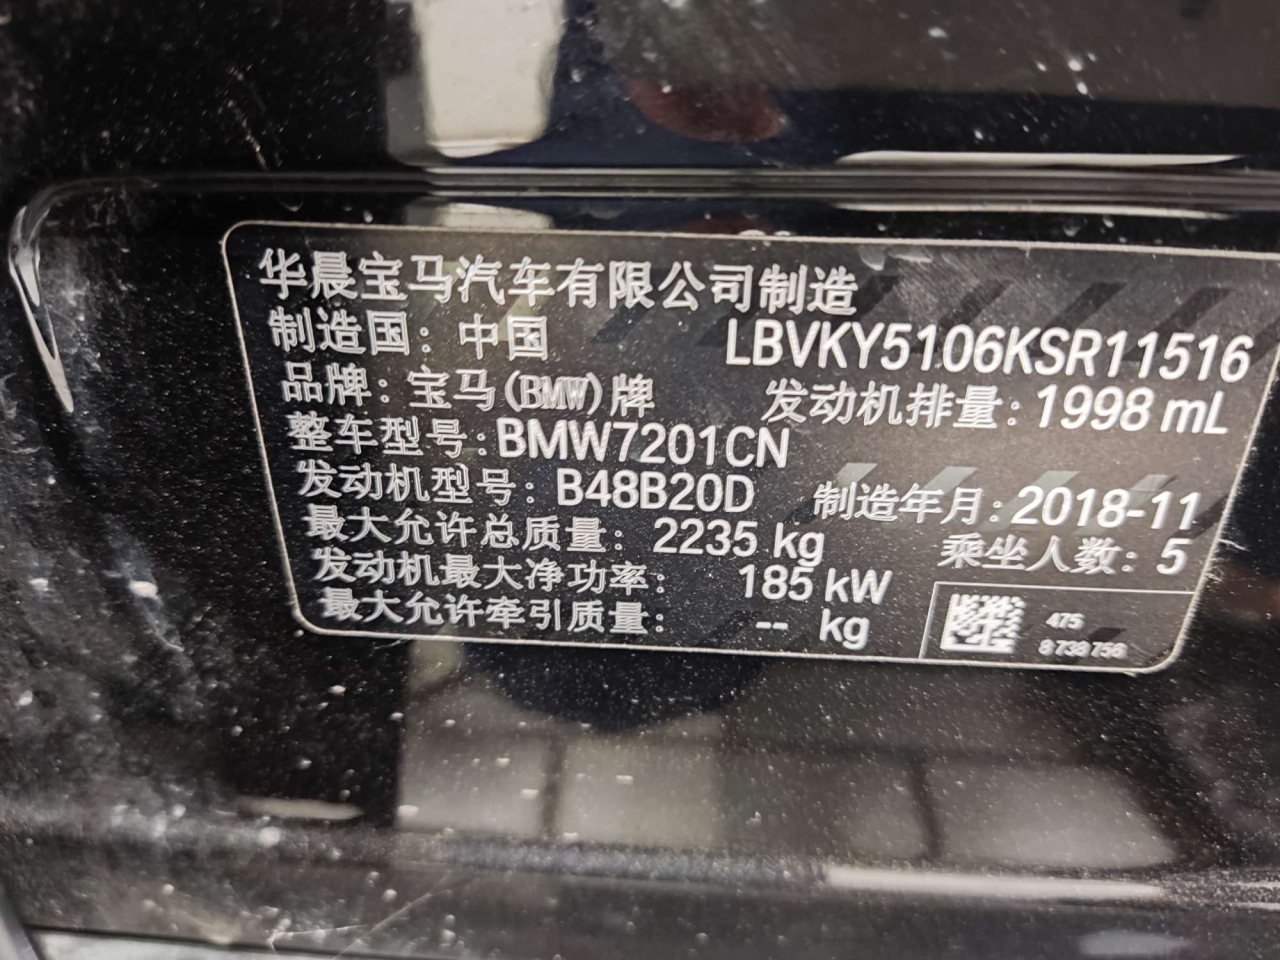 华晨宝马汽车有限公司制造
制造国：中国 LBVKY5106KSR11516
品牌：宝马(BMW)牌 发动机排量：1998 mL
整车型号：BMW7201CN
发动机型号：B48B20D 制造年月：2018-11
最大允许总质量：2235 kg 乘坐人数：5
发动机最大净功率：185 kW
最大允许牵引质量：-- kg
475
8738756